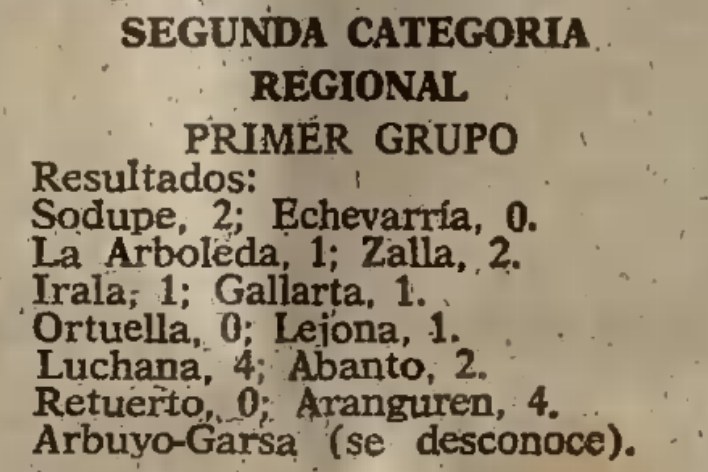 SEGUNDA CATEGORIA
REGIONAL
PRIMER GRUPO
Resultados:
Sodupe, 2; Echevarría, 0.
La Arboleda, 1; Zalla, 2.
Irala, 1; Gallarta, 1.
Ortuella, 0; Lejona, 1.
Luchana, 4; Abanto, 2.
Retuerto, 0; Aranguren, 4.
Arbuyo-Garsa (se desconoce).